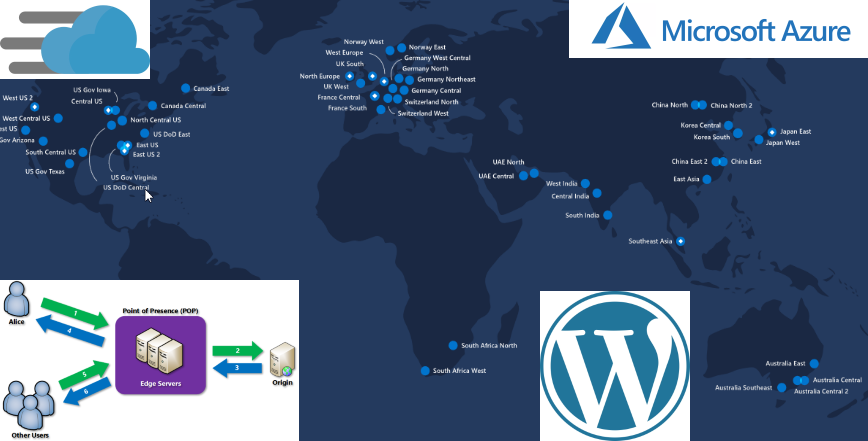 Microsoft Azure
Norway West
Norway East
West Europe
Germany West Central
UK South
Germany North
North Europe
Germany Northeast
UK West
Germany Central
France Central
Switzerland North
France South
Switzerland West
Canada East
US Gov Iowa
West US 2
Central US
Canada Central
West Central US
North Central US
US DoD East
South Central US
East US
East US 2
US Gov Texas
US Gov Virginia
US DoD Central
China North
China North 2
Korea Central
Japan East
Korea South
Japan West
China East 2
China East
East Asia
UAE North
UAE Central
West India
Central India
South India
Southeast Asia
South Africa North
South Africa West
Australia East
Australia Central
Australia Southeast
Australia Central 2
Point of Presence (POP)
Alice
1
4
2
3
5
6
Edge Servers
Origin
Other Users
W